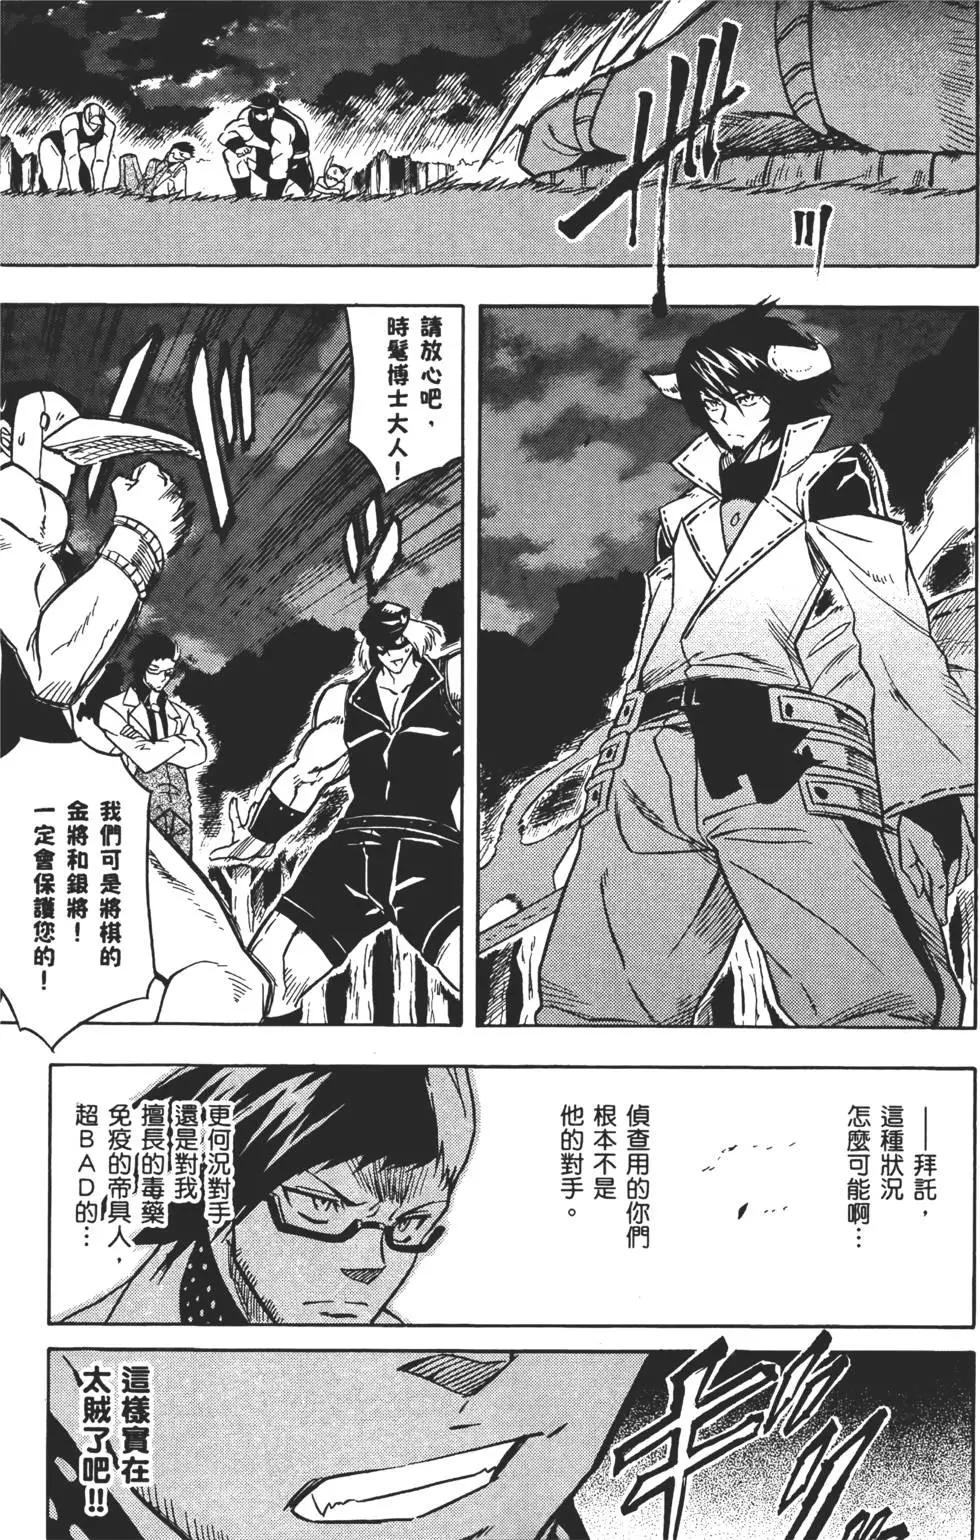 請放心吧,
時髦博士大人!
我們可是將棋的
金將和銀將!
一定會保護您的!
──拜託,
這種狀況
怎麼可能啊…
偵查用的你們
根本不是
他的對手。
更何況對手
還是對我
擅長的毒藥
免疫的帝具人,
超BAD的…
這樣實在
太賊了吧!!